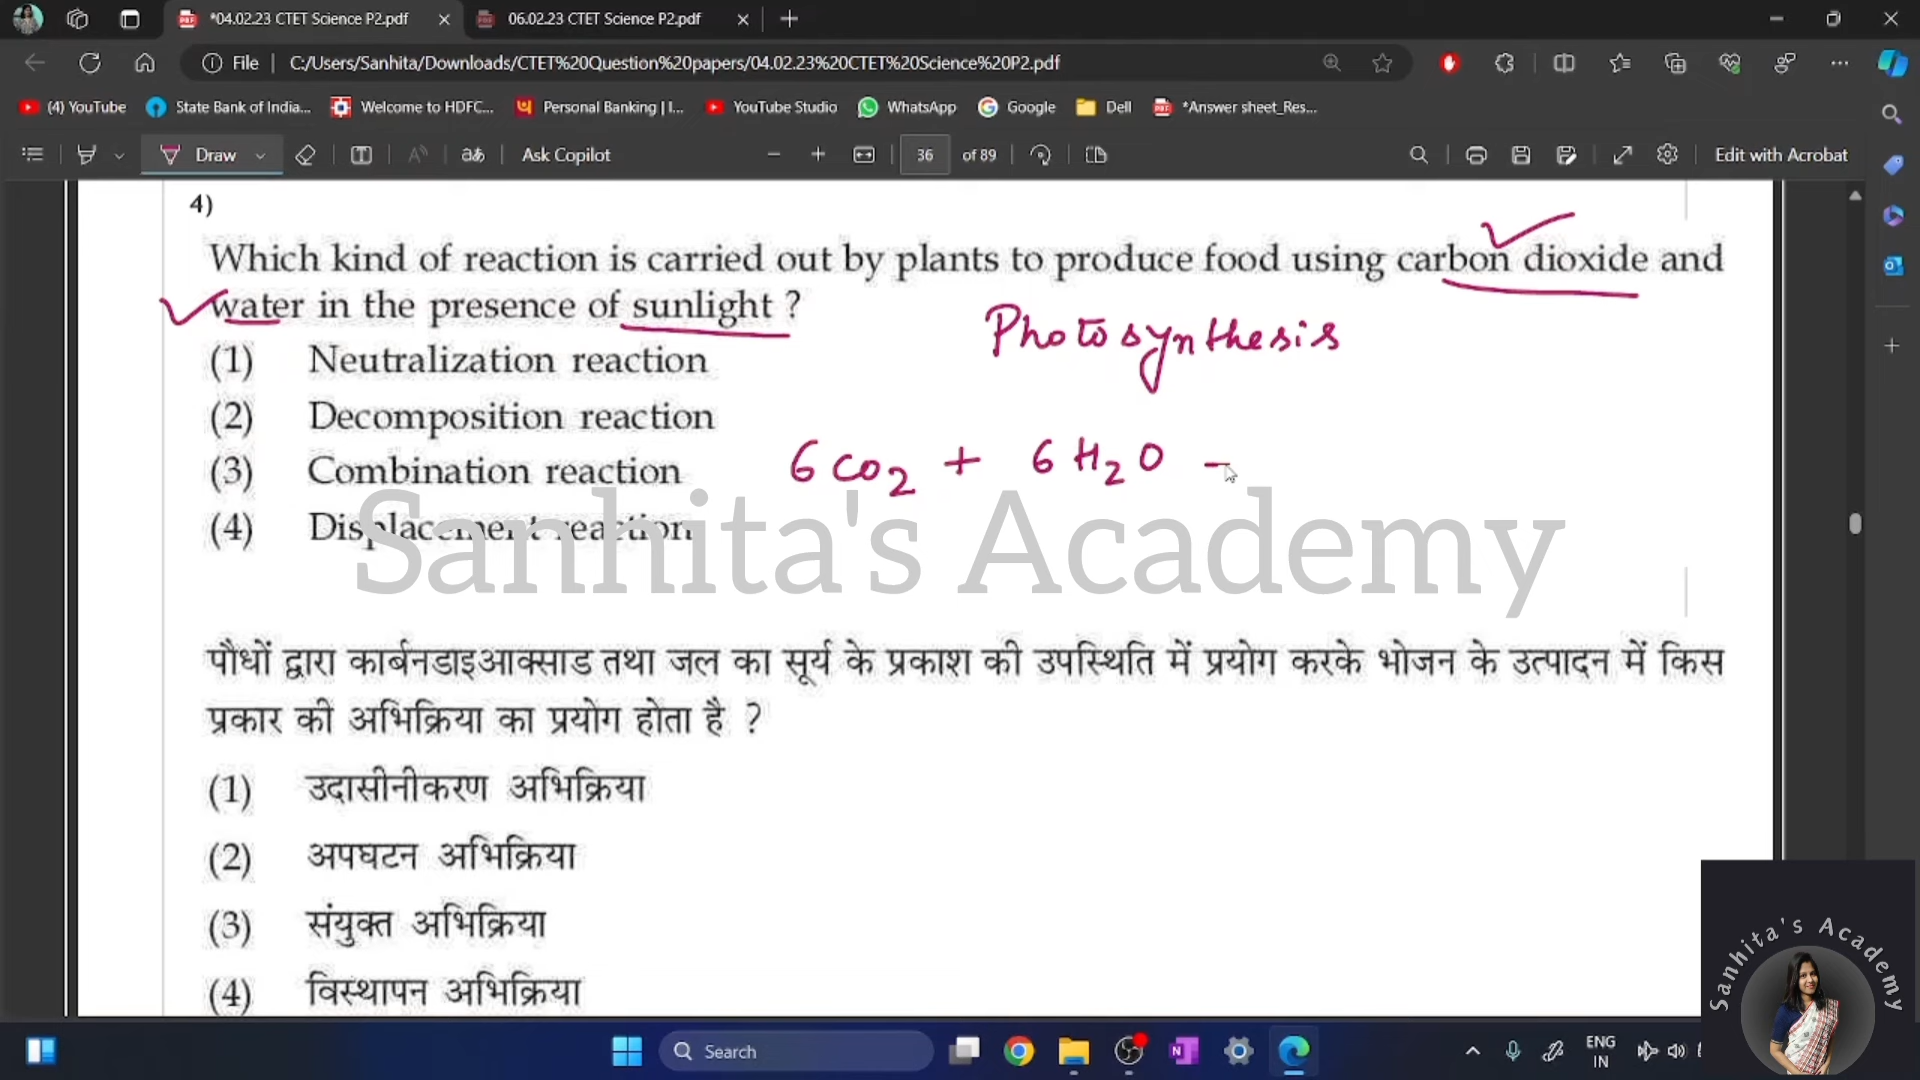 *04.02.23 CTET Science P2.pdf
06.02.23 CTET Science P2.pdf
File
C:/Users/Sanhita/Downloads/CTET%20Question%20papers/04.02.23%20CTET%20Science%20P2.pdf
(4) YouTube
State Bank of India...
Welcome to HDFC...
Personal Banking | I...
YouTube Studio
WhatsApp
Google
Dell
*Answer sheet_Res...
Draw
Ask Copilot
36 of 89
Edit with Acrobat
4)
Which kind of reaction is carried out by plants to produce food using carbon dioxide and
water in the presence of sunlight ?
Photosynthesis
(1) Neutralization reaction
(2) Decomposition reaction
(3) Combination reaction
6 CO2 + 6 H2O -
(4) Displacement reaction
Sanhita's Academy
पौधों द्वारा कार्बनडाइआक्साड तथा जल का सूर्य के प्रकाश की उपस्थिति में प्रयोग करके भोजन के उत्पादन में किस
प्रकार की अभिक्रिया का प्रयोग होता है ?
(1) उदासीनीकरण अभिक्रिया
(2) अपघटन अभिक्रिया
(3) संयुक्त अभिक्रिया
(4) विस्थापन अभिक्रिया
Sanhita's Academy
Search
ENG
IN